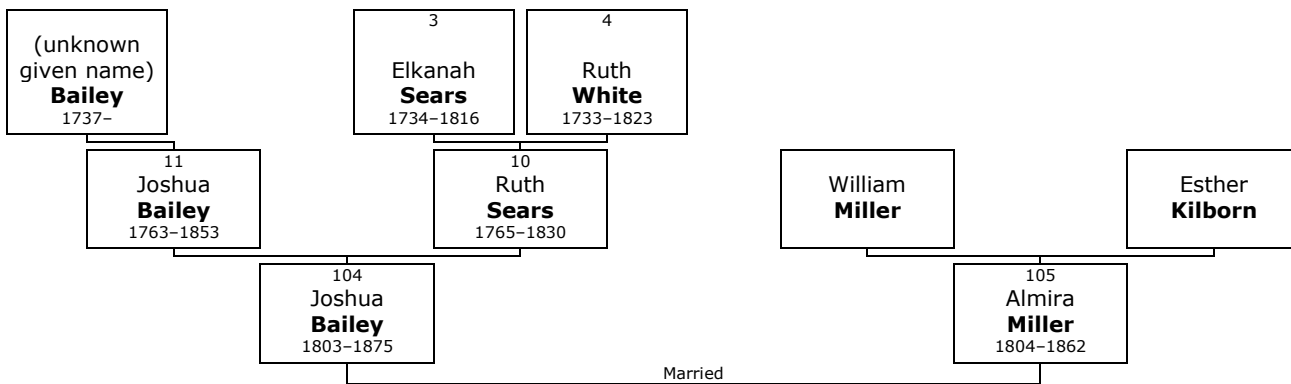 (unknown
given name)
Bailey
1737–
3
Elkanah
Sears
1734–1816
4
Ruth
White
1733–1823
11
Joshua
Bailey
1763–1853
10
Ruth
Sears
1765–1830
William
Miller
Esther
Kilborn
104
Joshua
Bailey
1803–1875
105
Almira
Miller
1804–1862
Married